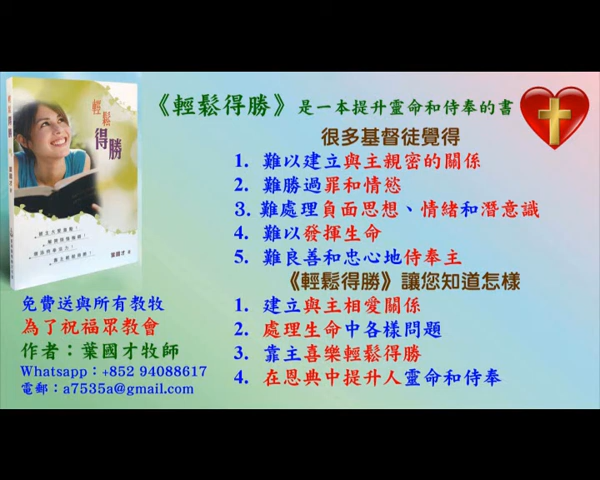 《輕鬆得勝》是一本提升靈命和侍奉的書
很多基督徒覺得
1. 難以建立與主親密的關係
2. 難勝過罪和情慾
3. 難處理負面思想、情緒和潛意識
4. 難以發揮生命
5. 難良善和忠心地侍奉主
《輕鬆得勝》讓您知道怎樣
1. 建立與主相愛關係
2. 處理生命中各樣問題
3. 靠主喜樂輕鬆得勝
4. 在恩典中提升人靈命和侍奉
輕鬆
得勝
輕鬆得勝
葉國才 著
免費送與所有教牧
為了祝福眾教會
作者：葉國才牧師
Whatsapp：+852 94088617
電郵：a7535a@gmail.com